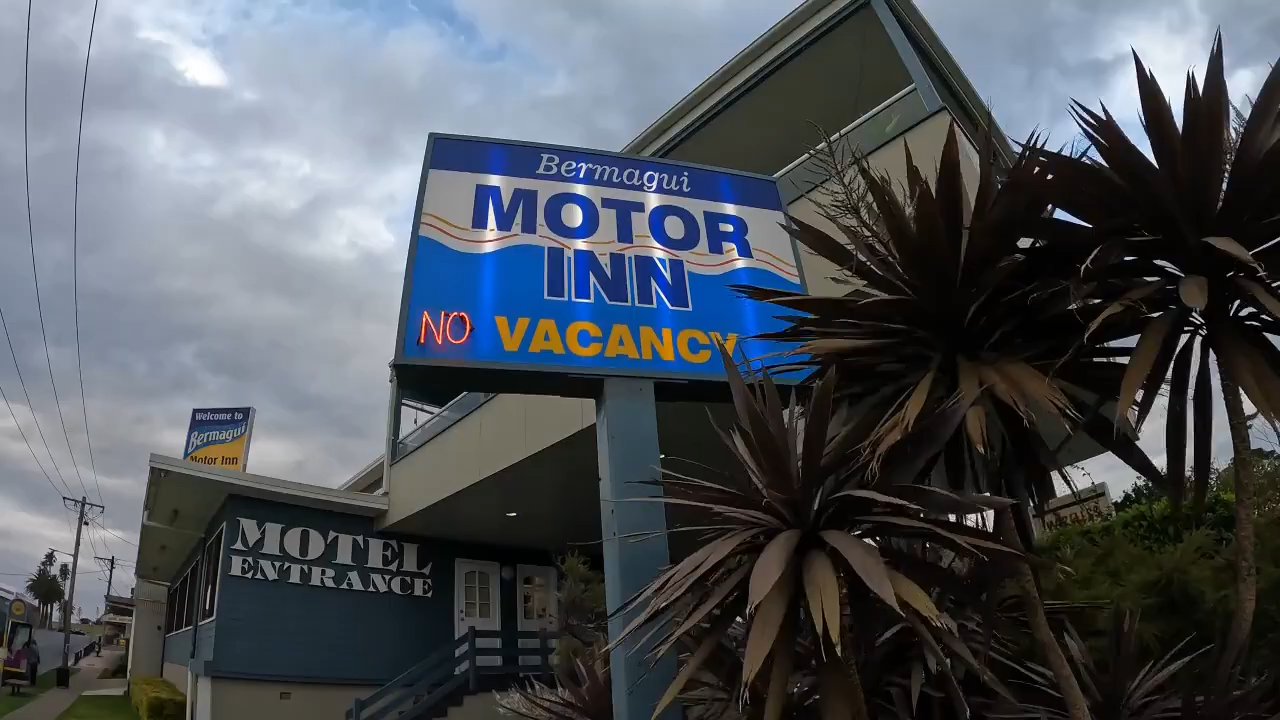 Bermagui
MOTOR
INN
NO VACANCY
Welcome to
Bermagui
Motor Inn
MOTEL
ENTRANCE